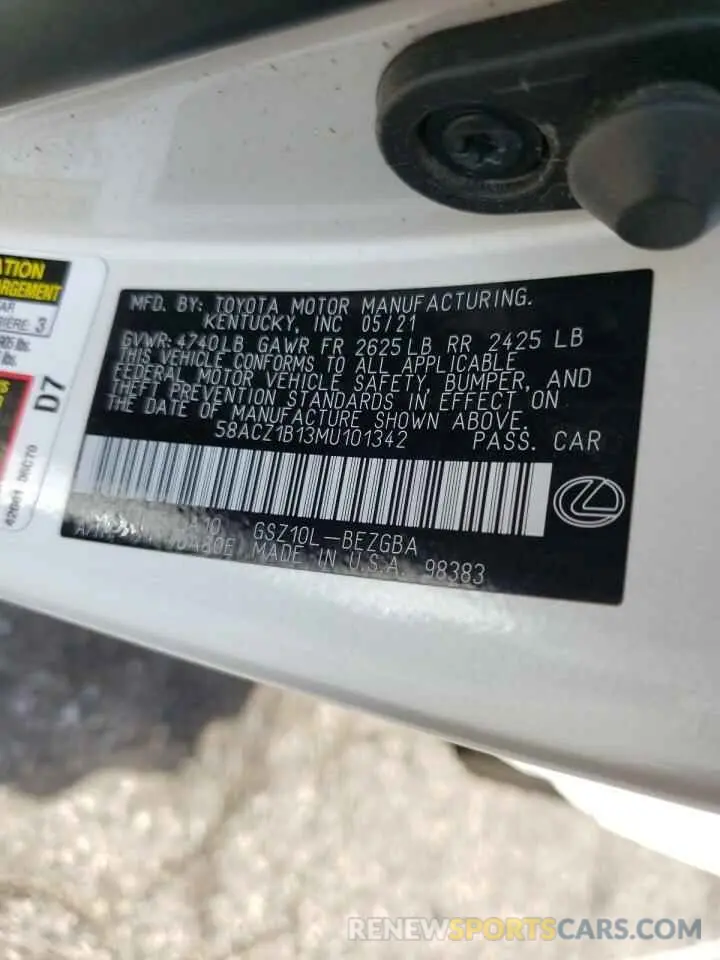 ATION
ARGEMENT
3
D7
MFD. BY: TOYOTA MOTOR MANUFACTURING.
KENTUCKY, INC 05/21
GVWR: 4740LB GAWR FR 2625LB RR 2425 LB
THIS VEHICLE CONFORMS TO ALL APPLICABLE
FEDERAL MOTOR VEHICLE SAFETY, BUMPER, AND
THEFT PREVENTION STANDARDS IN EFFECT ON
THE DATE OF MANUFACTURE SHOWN ABOVE.
58ACZ1B13MU101342 PASS. CAR
GSZ10L-BEZGBA
MADE IN U.S.A. 98383
RENEWSPORTSCARS.COM